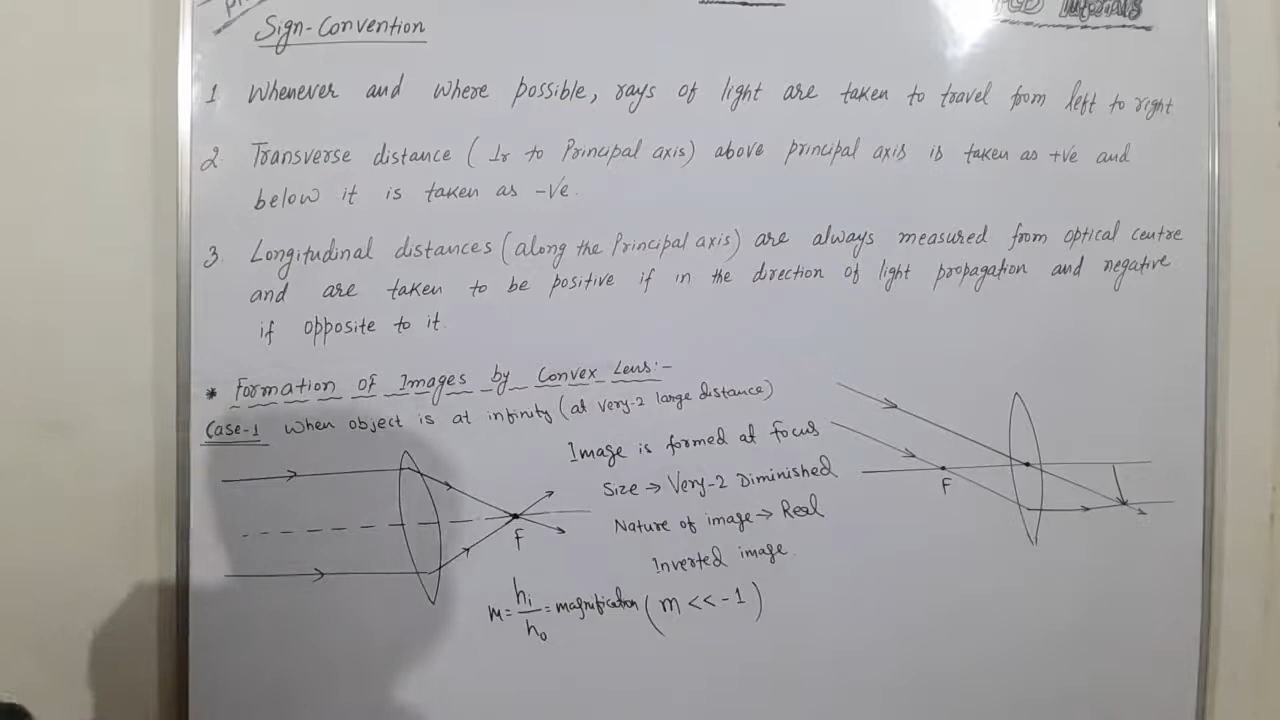 Sign-Convention
1. Whenever and where possible, rays of light are taken to travel from left to right
2. Transverse distance (⊥r to Principal axis) above principal axis is taken as +ve and
below it is taken as -ve.
3. Longitudinal distances (along the Principal axis) are always measured from optical centre
and are taken to be positive if in the direction of light propagation and negative
if opposite to it.
* Formation of Images by Convex Lens:-
Case-1 When object is at infinity (at very-2 large distance)
Image is formed at focus
Size → Very-2 Diminished
Nature of image → Real
Inverted image.
F
F
m = hi/ho = magnification (m << -1)